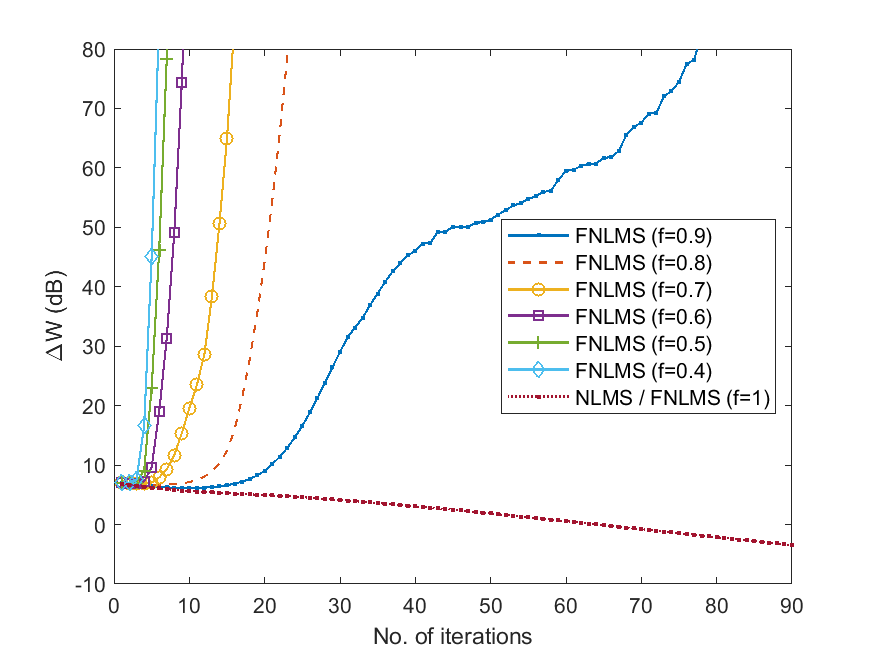 80
70
60
50
40
30
20
10
0
-10
ΔW (dB)
FNLMS (f=0.9)
FNLMS (f=0.8)
FNLMS (f=0.7)
FNLMS (f=0.6)
FNLMS (f=0.5)
FNLMS (f=0.4)
NLMS / FNLMS (f=1)
0 10 20 30 40 50 60 70 80 90
No. of iterations